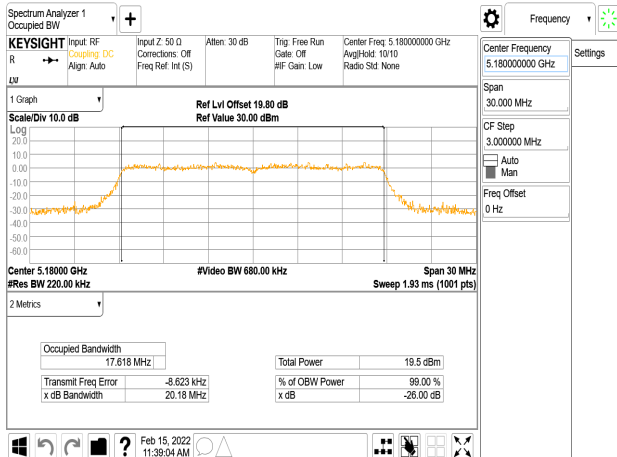 Spectrum Analyzer 1
Occupied BW
Frequency
KEYSIGHT
R
Input: RF
Coupling: DC
Align: Auto
Input Z: 50 Ω
Corrections: Off
Freq Ref: Int (S)
Atten: 30 dB
Trig: Free Run
Gate: Off
#IF Gain: Low
Center Freq: 5.180000000 GHz
Avg|Hold: 10/10
Radio Std: None
Center Frequency
5.180000000 GHz
Settings
Span
30.000 MHz
CF Step
3.000000 MHz
Auto
Man
Freq Offset
0 Hz
1 Graph
Scale/Div 10.0 dB
Ref Lvl Offset 19.80 dB
Ref Value 30.00 dBm
Log
20.0
10.0
0.00
-10.0
-20.0
-30.0
-40.0
-50.0
-60.0
Center 5.18000 GHz
#Res BW 220.00 kHz
#Video BW 680.00 kHz
Span 30 MHz
Sweep 1.93 ms (1001 pts)
2 Metrics
Occupied Bandwidth
17.618 MHz
Total Power 19.5 dBm
Transmit Freq Error -8.623 kHz
% of OBW Power 99.00 %
x dB Bandwidth 20.18 MHz
x dB -26.00 dB
?
Feb 15, 2022
11:39:04 AM